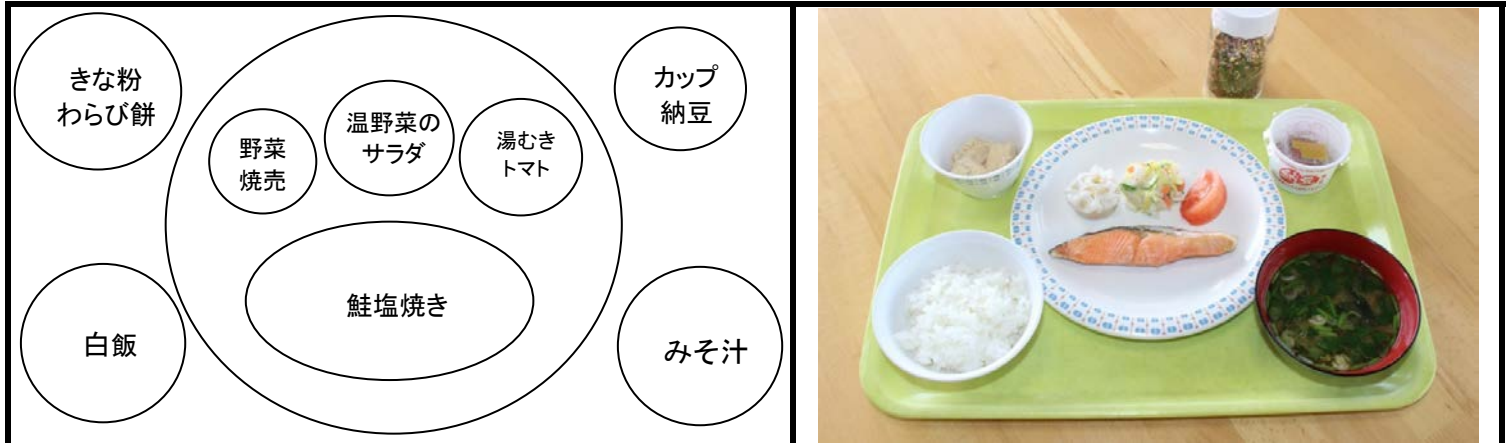 きな粉
わらび餅
野菜
焼売
温野菜の
サラダ
湯むき
トマト
カップ
納豆
鮭塩焼き
白飯
みそ汁